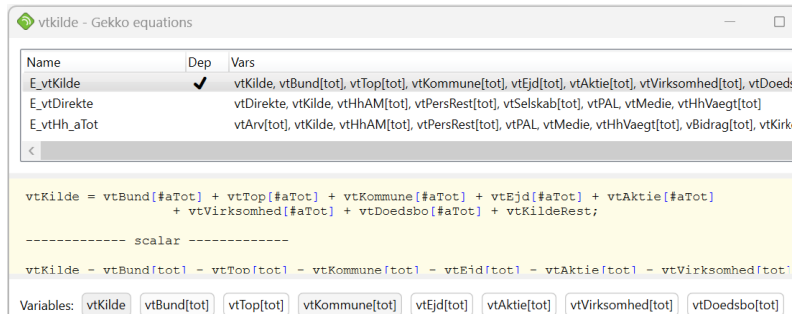 vtkilde - Gekko equations
Name Dep Vars
E_vtKilde ✔ vtKilde, vtBund[tot], vtTop[tot], vtKommune[tot], vtEjd[tot], vtAktie[tot], vtVirksomhed[tot], vtDoeds
E_vtDirekte vtDirekte, vtKilde, vtHhAM[tot], vtPersRest[tot], vtSelskab[tot], vtPAL, vtMedie, vtHhVaegt[tot]
E_vtHh_aTot vtArv[tot], vtKilde, vtHhAM[tot], vtPersRest[tot], vtPAL, vtMedie, vtHhVaegt[tot], vBidrag[tot], vtKirk
vtKilde = vtBund[#aTot] + vtTop[#aTot] + vtKommune[#aTot] + vtEjd[#aTot] + vtAktie[#aTot]
+ vtVirksomhed[#aTot] + vtDoedsbo[#aTot] + vtKildeRest;
------------- scalar -------------
vtKilde - vtBund[tot] - vtTop[tot] - vtKommune[tot] - vtEjd[tot] - vtAktie[tot] - vtVirksomhed[tot]
Variables: vtKilde vtBund[tot] vtTop[tot] vtKommune[tot] vtEjd[tot] vtAktie[tot] vtVirksomhed[tot] vtDoedsbo[tot]